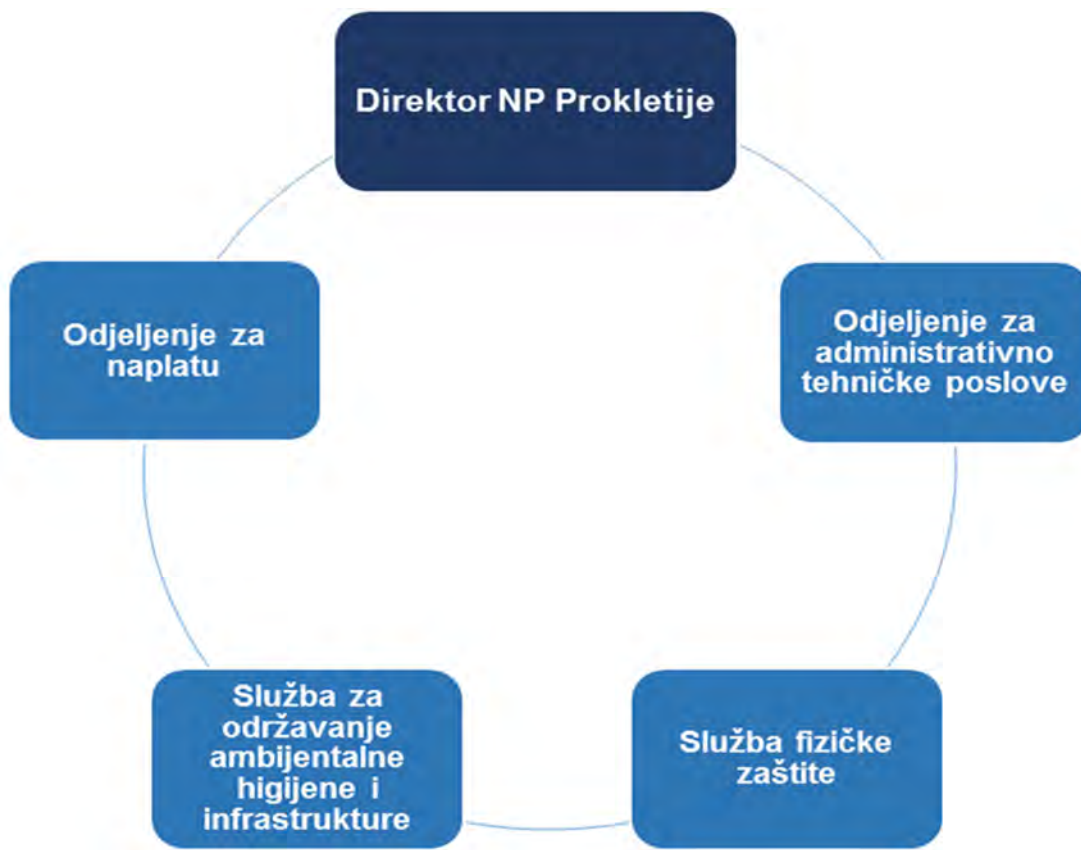 Direktor NP Prokletije
Odjeljenje za
naplatu
Odjeljenje za
administrativno
tehničke poslove
Služba za
održavanje
ambijentalne
higijene i
infrastrukture
Služba fizičke
zaštite